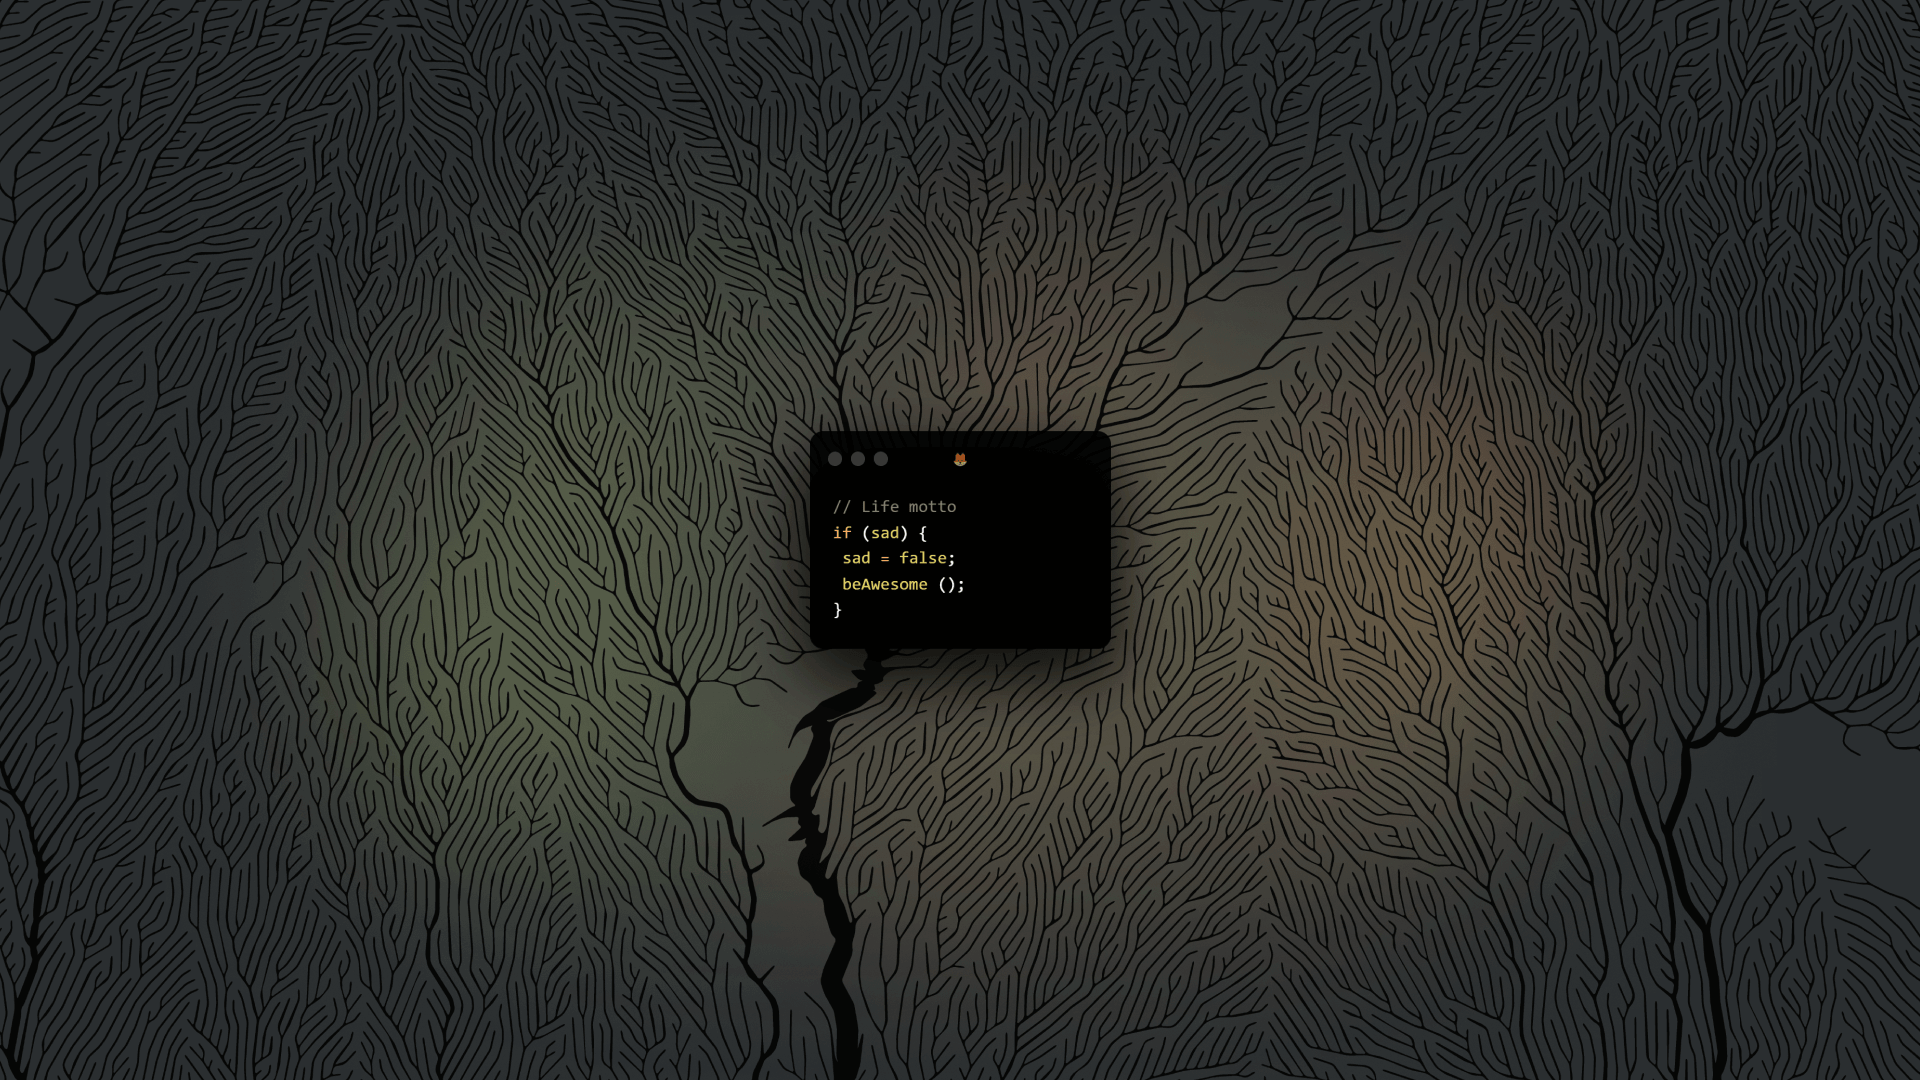 // Life motto
if (sad) {
 sad = false;
 beAwesome ();
}